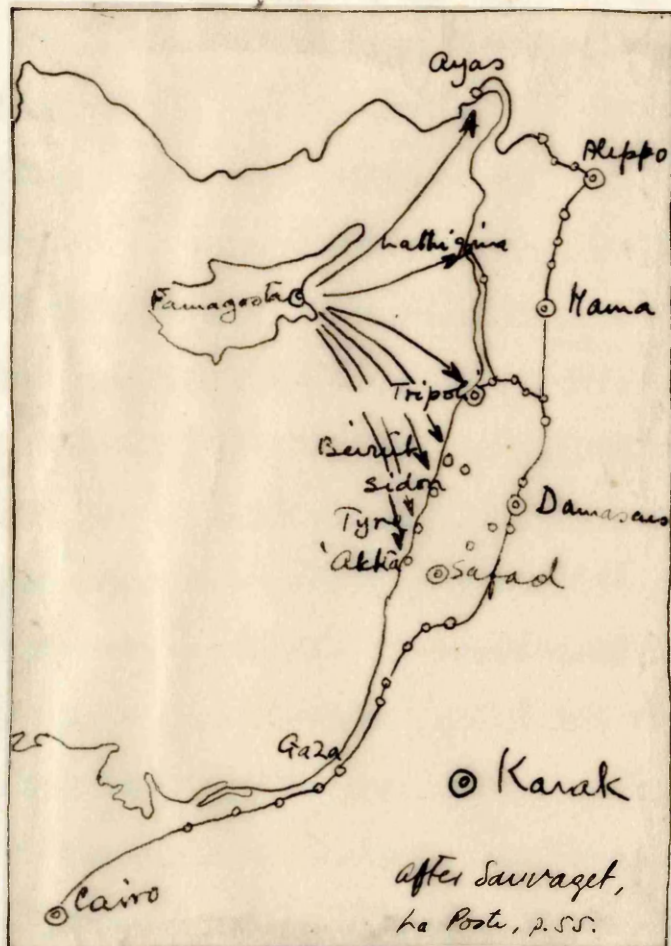 Ayas
Aleppo
Lathiqiya
Famagosta
Hama
Tripoli
Beirut
Sidon
Damascus
Tyre
'Akka
Safad
Gaza
Karak
Cairo
After Sauvaget,
La Poste, p.55.